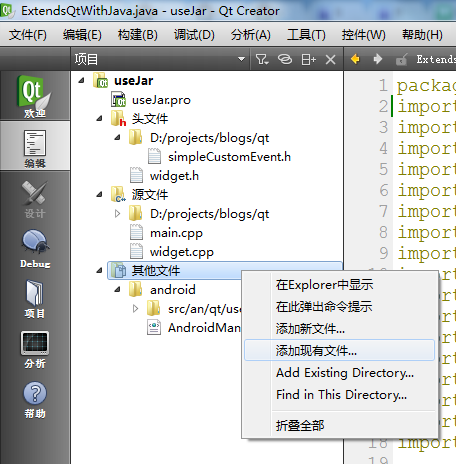 ExtendsQtWithJava.java - useJar - Qt Creator
文件(F) 编辑(E) 构建(B) 调试(D) 分析(A) 工具(T) 控件(W) 帮助(H)
项目
Extends
Qt
欢迎
编辑
设计
Debug
项目
分析
帮助
useJar
useJar.pro
头文件
D:/projects/blogs/qt
simpleCustomEvent.h
widget.h
源文件
D:/projects/blogs/qt
main.cpp
widget.cpp
其他文件
android
src/an/qt/use
AndroidMan
在Explorer中显示
在此弹出命令提示
添加新文件...
添加现有文件...
Add Existing Directory...
Find in This Directory...
折叠全部
1 packag
2 import
3 import
4 import
5 import
6 import
7 import
8 import
9 import
10 import
import
import
import
import
import
import
import
18 import
19